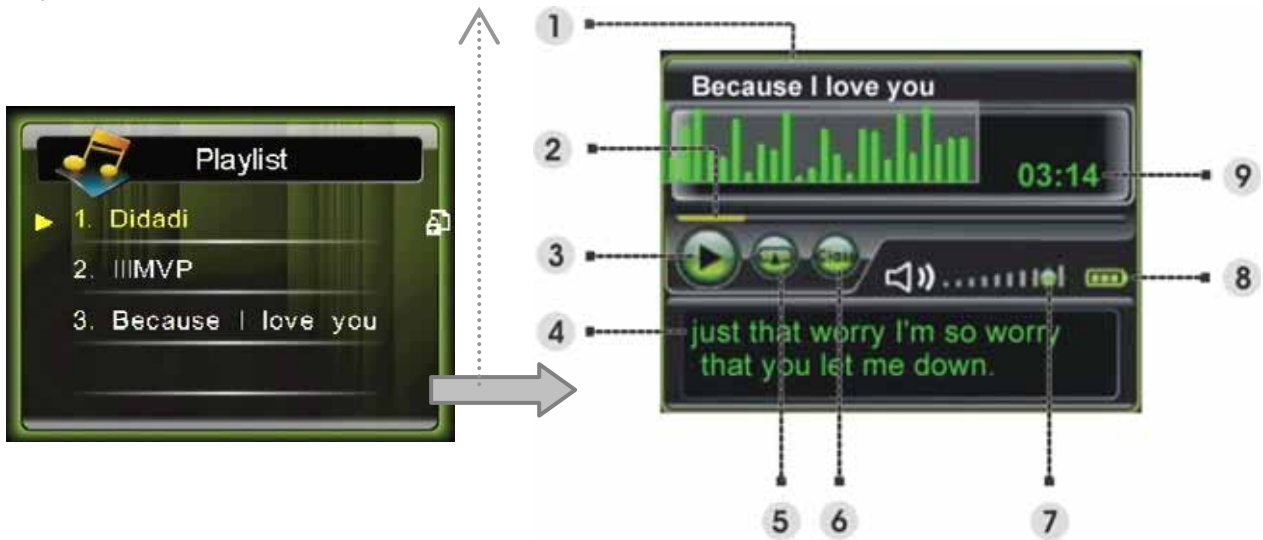 Playlist
1. Didadi
2. IIIMVP
3. Because I love you
1
Because I love you
2
03:14
9
3
Clas
8
4
just that worry I'm so worry
that you let me down.
5
6
7